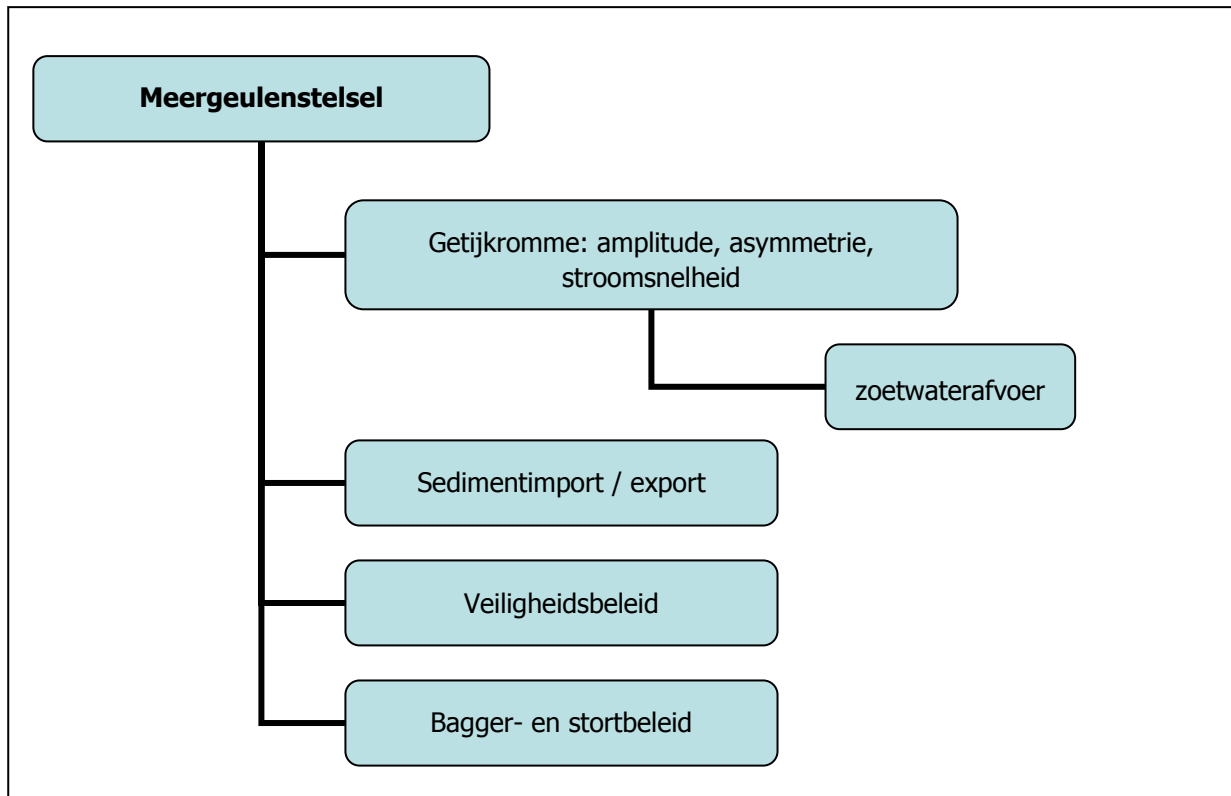 Meergeulenstelsel
Getijkromme: amplitude, asymmetrie,
stroomsnelheid
zoetwaterafvoer
Sedimentimport / export
Veiligheidsbeleid
Bagger- en stortbeleid